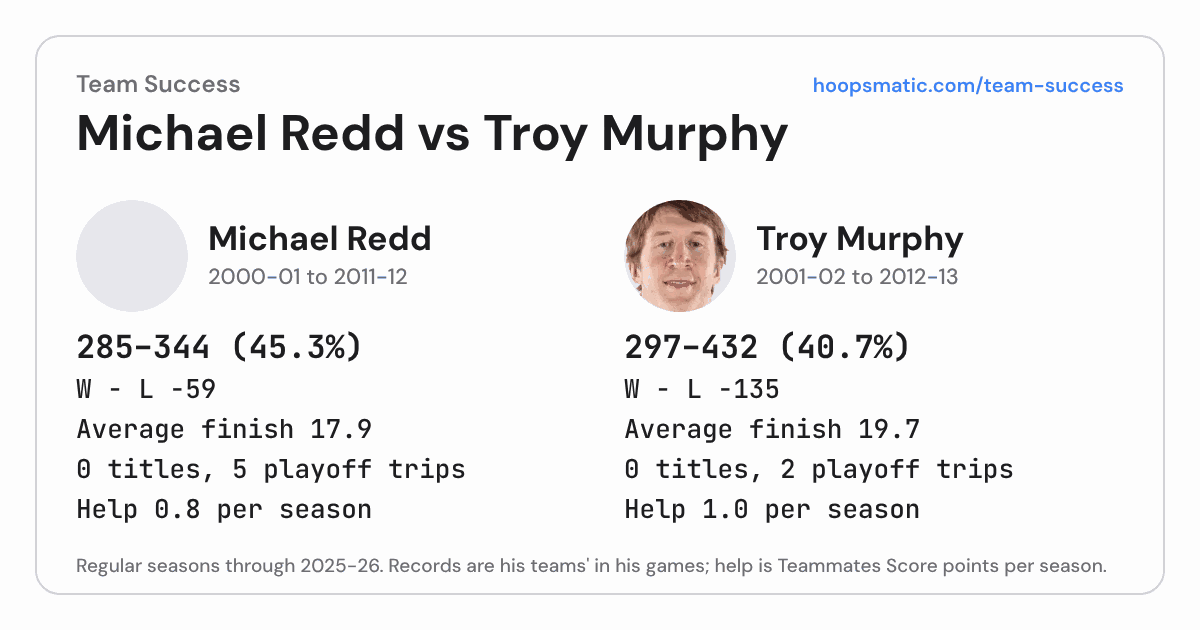 Team Success
hoopsmatic.com/team-success
Michael Redd vs Troy Murphy
Michael Redd
2000-01 to 2011-12
285-344 (45.3%)
W - L -59
Average finish 17.9
0 titles, 5 playoff trips
Help 0.8 per season
Troy Murphy
2001-02 to 2012-13
297-432 (40.7%)
W - L -135
Average finish 19.7
0 titles, 2 playoff trips
Help 1.0 per season
Regular seasons through 2025-26. Records are his teams' in his games; help is Teammates Score points per season.